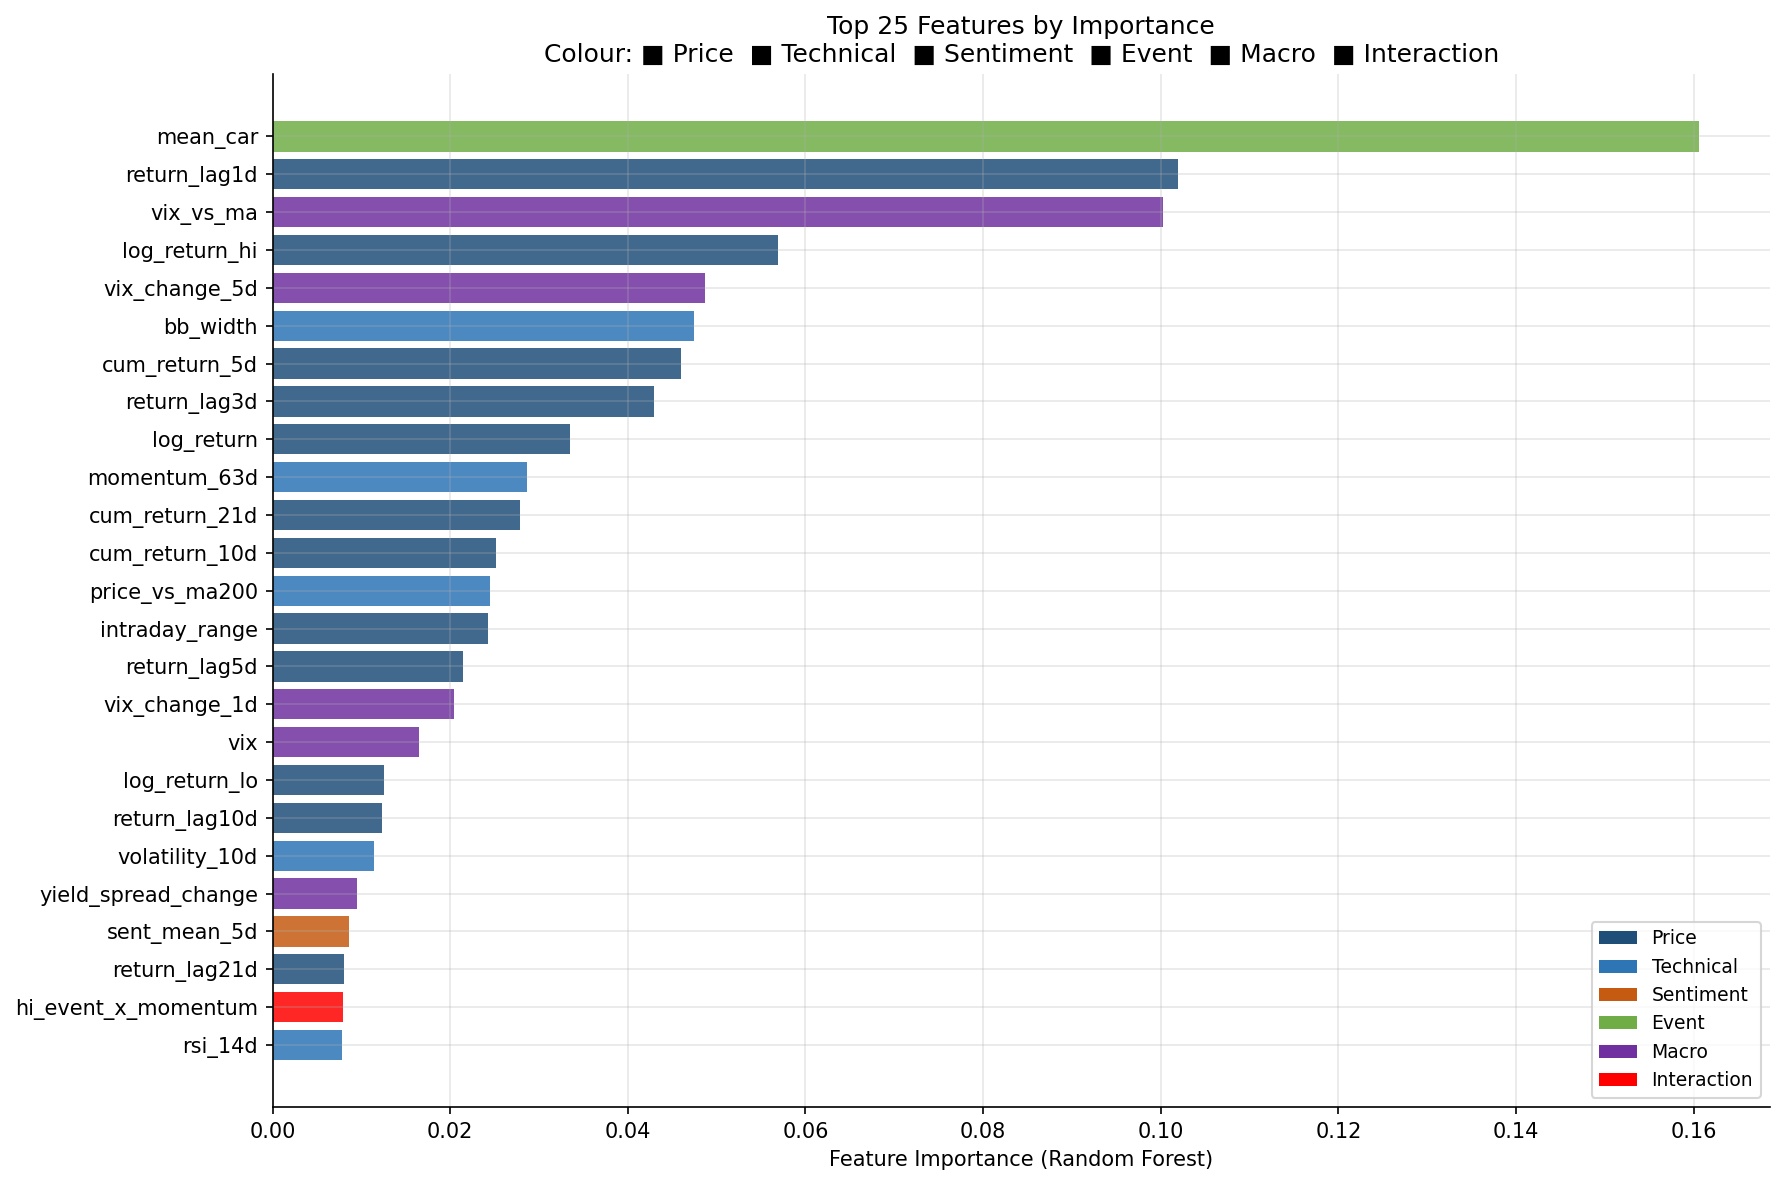 Top 25 Features by Importance
Colour: ■ Price ■ Technical ■ Sentiment ■ Event ■ Macro ■ Interaction
mean_car
return_lag1d
vix_vs_ma
log_return_hi
vix_change_5d
bb_width
cum_return_5d
return_lag3d
log_return
momentum_63d
cum_return_21d
cum_return_10d
price_vs_ma200
intraday_range
return_lag5d
vix_change_1d
vix
log_return_lo
return_lag10d
volatility_10d
yield_spread_change
sent_mean_5d
return_lag21d
hi_event_x_momentum
rsi_14d
Price
Technical
Sentiment
Event
Macro
Interaction
0.00 0.02 0.04 0.06 0.08 0.10 0.12 0.14 0.16
Feature Importance (Random Forest)